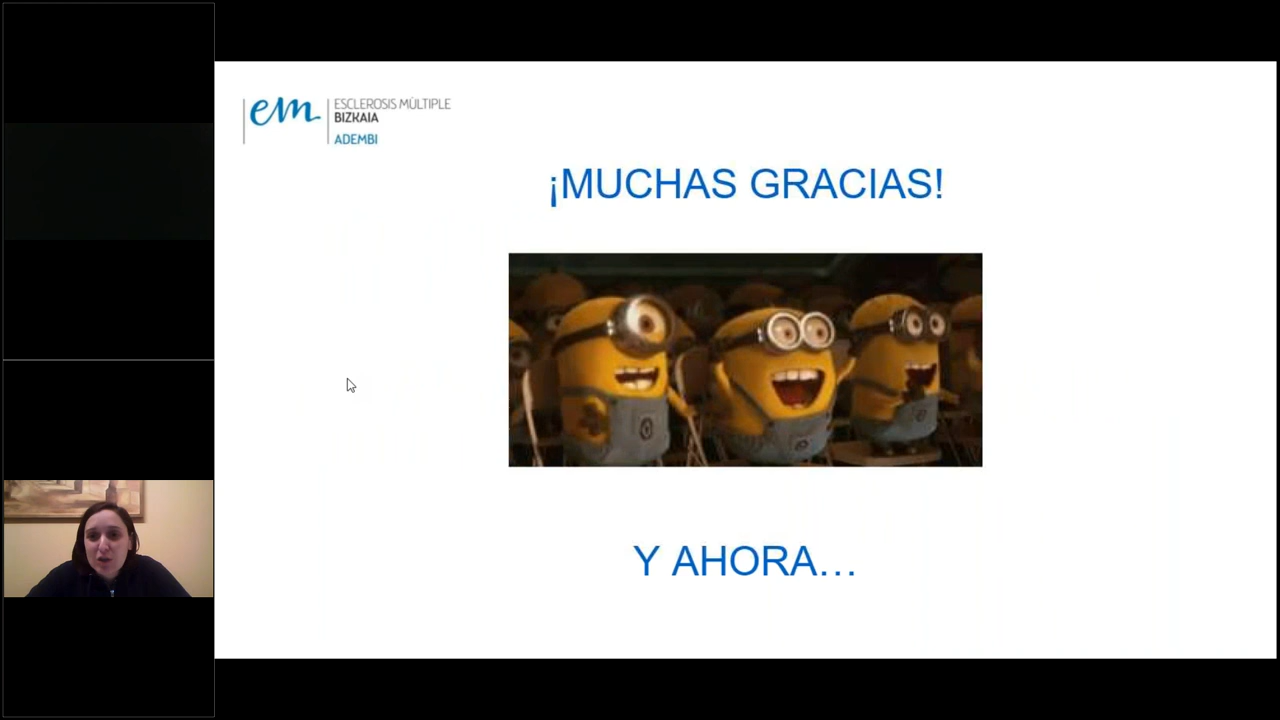 em
ESCLEROSIS MÚLTIPLE
BIZKAIA
ADEMBI
¡MUCHAS GRACIAS!
Y AHORA...